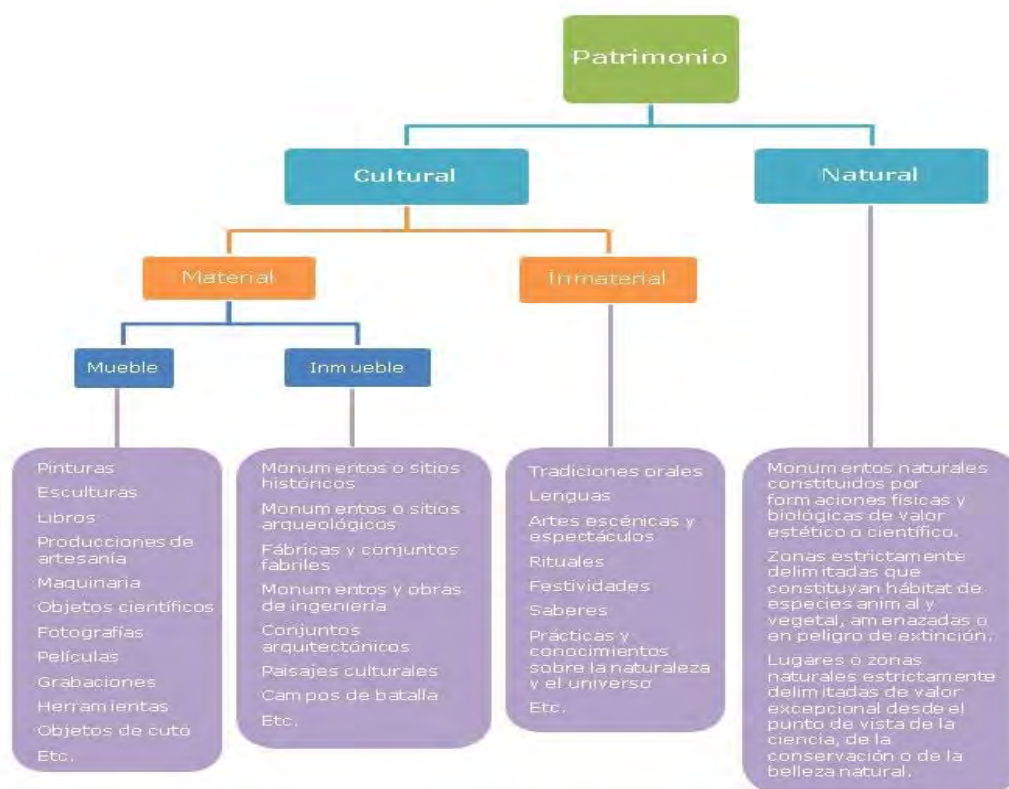 Patrimonio
Cultural
Natural
Material
Inmaterial
Mueble
Inmueble
Pinturas
Esculturas
Libros
Producciones de
artesanía
Maquinaria
Objetos científicos
Fotografías
Películas
Grabaciones
Herramientas
Objetos de cutó
Etc.
Monumentos o sitios
históricos
Monumentos o sitios
arqueológicos
Fábricas y conjuntos
fabriles
Monumentos y obras
de ingeniería
Conjuntos
arquitectónicos
Paisajes culturales
Campos de batalla
Etc.
Tradiciones orales
Lenguas
Artes escénicas y
espectáculos
Rituales
Festividades
Saberes
Prácticas y
conocimientos
sobre la naturaleza
y el universo
Etc.
Monumentos naturales
constituidos por
formaciones físicas y
biológicas de valor
estético o científico.
Zonas estrictamente
delimitadas que
constituyan hábitat de
especies animal y
vegetal, amenazadas o
en peligro de extinción.
Lugares o zonas
naturales estrictamente
delimitadas de valor
excepcional desde el
punto de vista de la
ciencia, de la
conservación o de la
belleza natural.